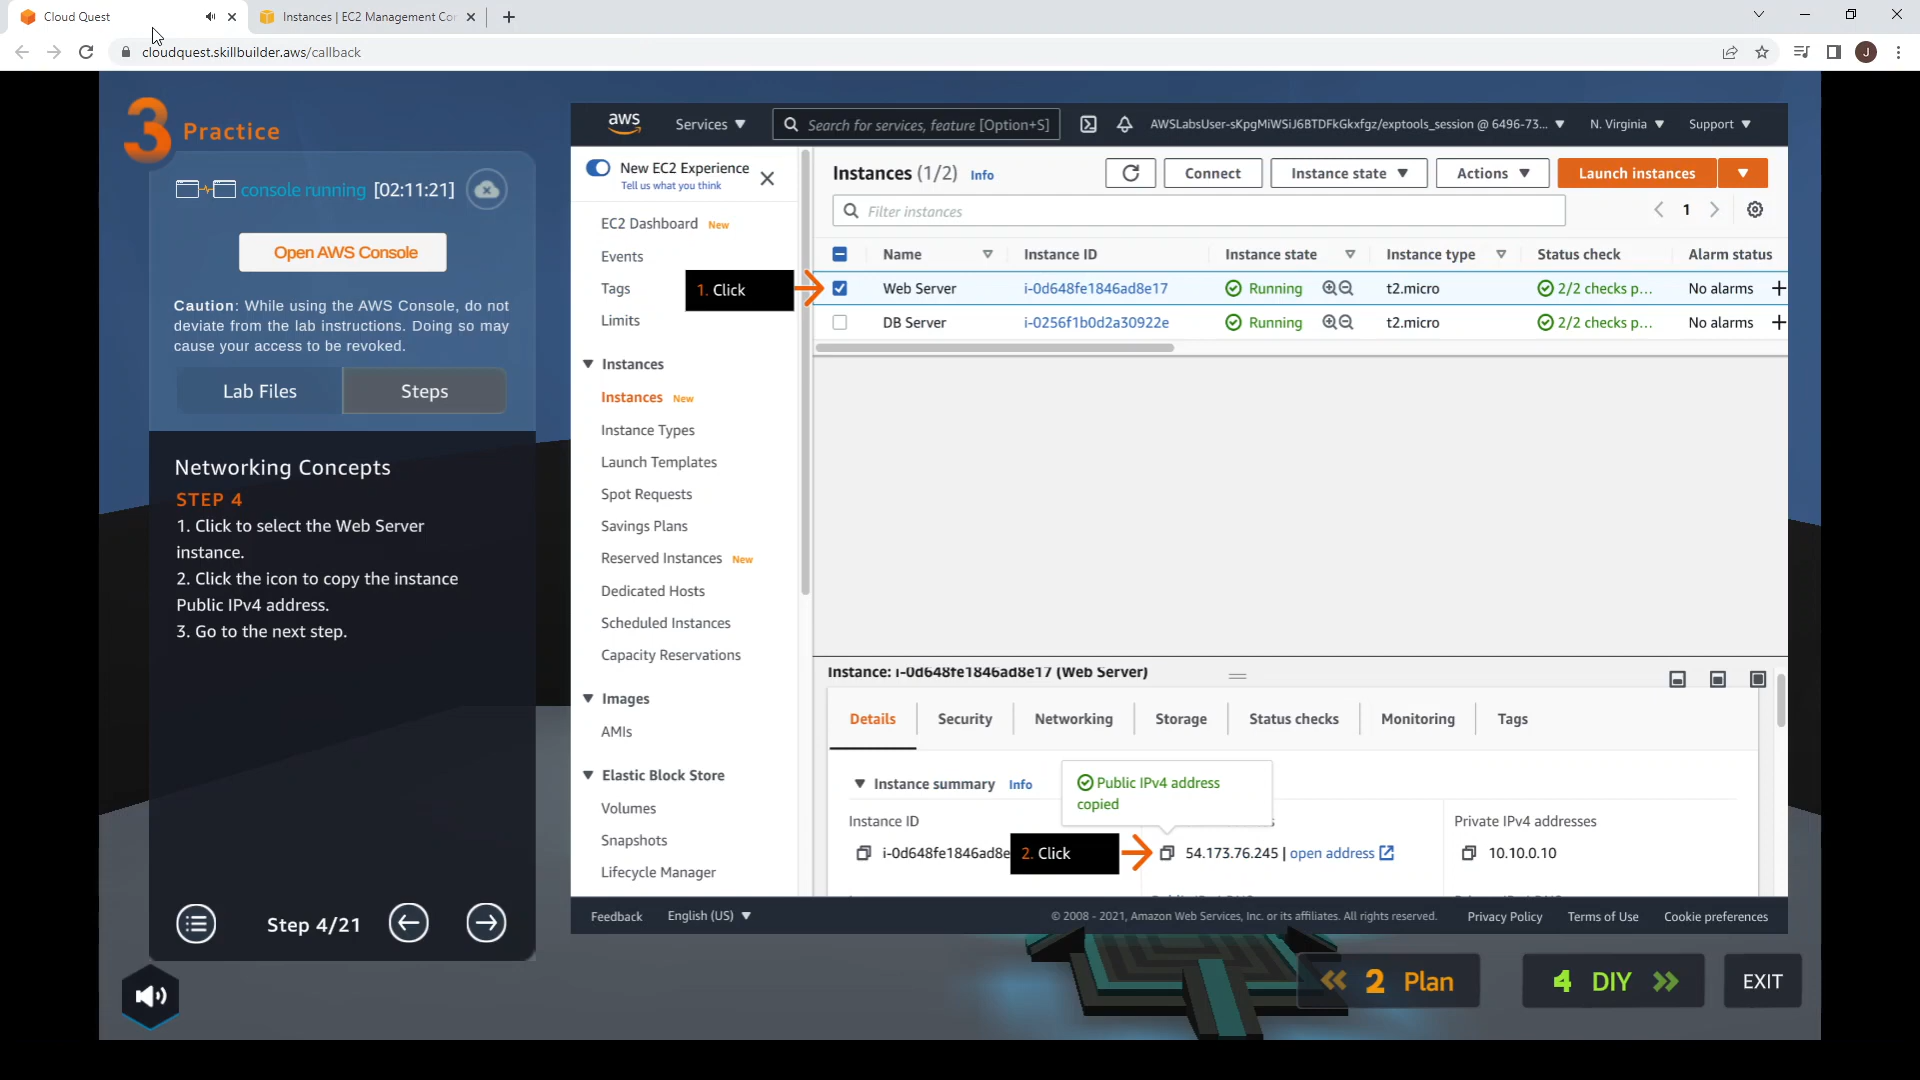 Cloud Quest
Instances | EC2 Management Cor
cloudquest.skillbuilder.aws/callback
J
3 Practice
console running [02:11:21]
Open AWS Console
Caution: While using the AWS Console, do not
deviate from the lab instructions. Doing so may
cause your access to be revoked.
Lab Files
Steps
Networking Concepts
STEP 4
1. Click to select the Web Server
instance.
2. Click the icon to copy the instance
Public IPv4 address.
3. Go to the next step.
Step 4/21
aws
Services
Search for services, feature [Option+S]
AWSLabsUser-sKpgMiWSiJ6BTDFkGkxfgz/exptools_session @ 6496-73...
N. Virginia
Support
New EC2 Experience
Tell us what you think
EC2 Dashboard New
Events
Tags
Limits
Instances
Instances New
Instance Types
Launch Templates
Spot Requests
Savings Plans
Reserved Instances New
Dedicated Hosts
Scheduled Instances
Capacity Reservations
Images
AMIs
Elastic Block Store
Volumes
Snapshots
Lifecycle Manager
1. Click
Instances (1/2) Info
Connect
Instance state
Actions
Launch instances
Filter instances
1
Name Instance ID Instance state Instance type Status check Alarm status
Web Server i-0d648fe1846ad8e17 Running t2.micro 2/2 checks p... No alarms
DB Server i-0256f1b0d2a30922e Running t2.micro 2/2 checks p... No alarms
Instance: i-0d648fe1846ad8e17 (Web Server)
Details Security Networking Storage Status checks Monitoring Tags
Instance summary Info
Public IPv4 address
copied
Instance ID
Private IPv4 addresses
i-0d648fe1846ad8e
2. Click
54.173.76.245 | open address
10.10.0.10
Feedback English (US)
© 2008 - 2021, Amazon Web Services, Inc. or its affiliates. All rights reserved. Privacy Policy Terms of Use Cookie preferences
2 Plan
4 DIY
EXIT